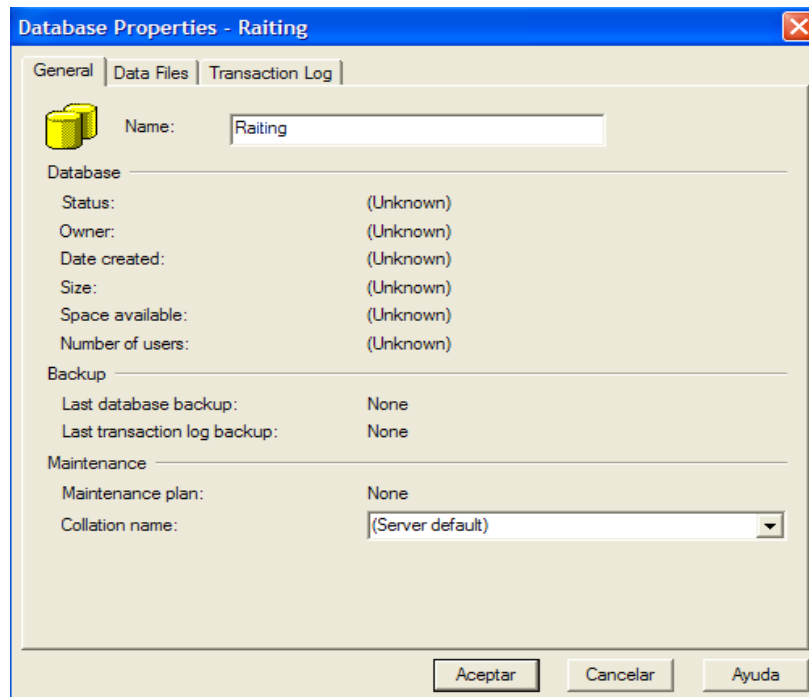 Database Properties - Raiting
General Data Files Transaction Log
Name: Raiting
Database
Status: (Unknown)
Owner: (Unknown)
Date created: (Unknown)
Size: (Unknown)
Space available: (Unknown)
Number of users: (Unknown)
Backup
Last database backup: None
Last transaction log backup: None
Maintenance
Maintenance plan: None
Collation name: (Server default)
Aceptar Cancelar Ayuda